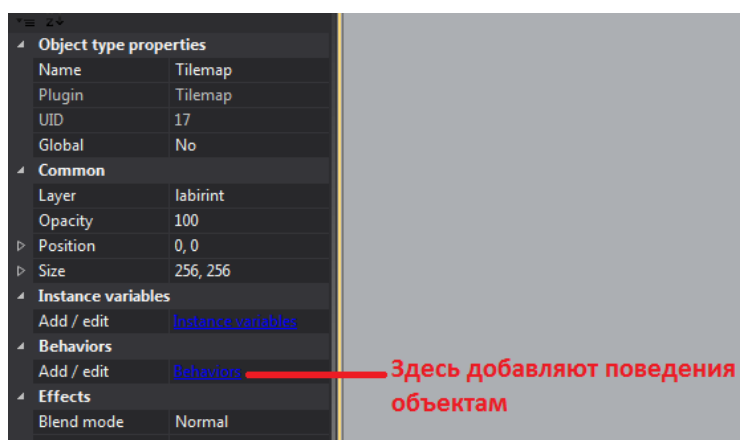 Object type properties
Name Tilemap
Plugin Tilemap
UID 17
Global No
Common
Layer labirint
Opacity 100
Position 0, 0
Size 256, 256
Instance variables
Add / edit Instance variables
Behaviors
Add / edit Behaviors
Здесь добавляют поведения
объектам
Effects
Blend mode Normal